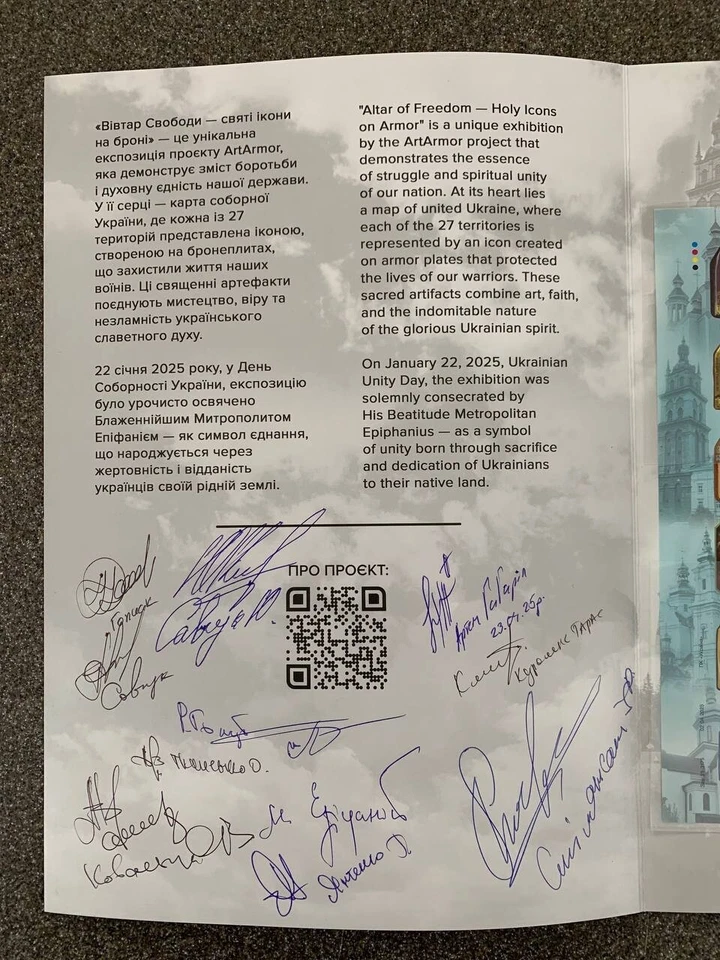 «Вівтар Свободи — святі ікони
на броні» — це унікальна
експозиція проєкту ArtArmor,
яка демонструє зміст боротьби
і духовну єдність нашої держави.
У її серці — карта соборної
України, де кожна із 27
територій представлена іконою,
створеною на бронеплитах,
що захистили життя наших
воїнів. Ці священні артефакти
поєднують мистецтво, віру та
незламність українського
славетного духу.
22 січня 2025 року, у День
Соборності України, експозицію
було урочисто освячено
Блаженнійшим Митрополитом
Епіфанієм — як символ єднання,
що народжується через
жертовність і відданість
українців своїй рідній землі.
"Altar of Freedom — Holy Icons
on Armor" is a unique exhibition
by the ArtArmor project that
demonstrates the essence
of struggle and spiritual unity
of our nation. At its heart lies
a map of united Ukraine, where
each of the 27 territories is
represented by an icon created
on armor plates that protected
the lives of our warriors. These
sacred artifacts combine art, faith,
and the indomitable nature
of the glorious Ukrainian spirit.
On January 22, 2025, Ukrainian
Unity Day, the exhibition was
solemnly consecrated by
His Beatitude Metropolitan
Epiphanius — as a symbol
of unity born through sacrifice
and dedication of Ukrainians
to their native land.
ПРО ПРОЄКТ:
23.04.25р.
Савчук